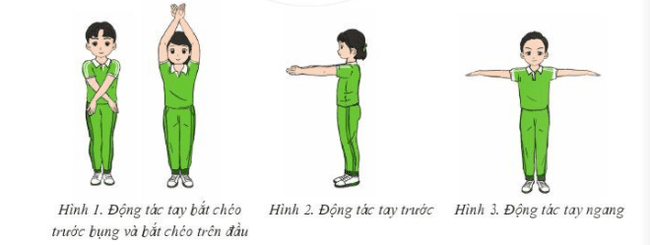 Hình 1. Động tác tay bắt chéo
trước bụng và bắt chéo trên đầu
Hình 2. Động tác tay trước
Hình 3. Động tác tay ngang